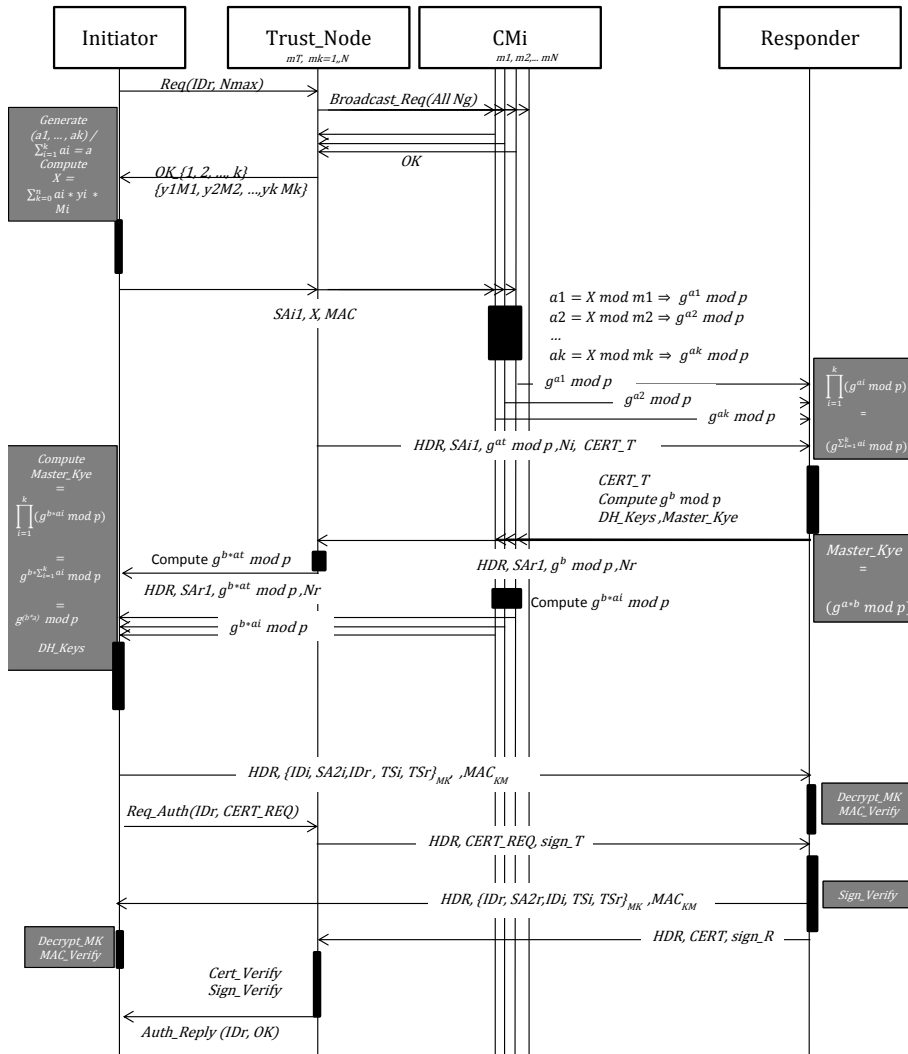 Initiator
Trust_Node
mT, mk=1,,N
CMi
m1, m2,... mN
Responder
Req(IDr, Nmax)
Broadcast_Req(All Ng)
Generate
(a1, ..., ak) /
∑ᵏᵢ₌₁ ai = a
Compute
X =
∑ⁿₖ₌₀ ai * yi *
Mi
OK
OK_{1, 2, ..., k}
{y1M1, y2M2, ...,yk Mk}
SAi1, X, MAC
a1 = X mod m1 ⇒ g^{a1} mod p
a2 = X mod m2 ⇒ g^{a2} mod p
...
ak = X mod mk ⇒ g^{ak} mod p
g^{a1} mod p
g^{a2} mod p
g^{ak} mod p
∏ᵏᵢ₌₁(g^{ai} mod p)
=
(g^{∑ᵏᵢ₌₁ ai} mod p)
HDR, SAi1, g^{at} mod p ,Ni, CERT_T
Compute
Master_Kye
=
∏ᵏᵢ₌₁(g^{b*ai} mod p)
=
g^{b*∑ᵏᵢ₌₁ ai} mod p
=
g^{(b*a)} mod p
DH_Keys
CERT_T
Compute g^{b} mod p
DH_Keys ,Master_Kye
Compute g^{b*at} mod p
HDR, SAr1, g^{b} mod p ,Nr
Master_Kye
=
(g^{a*b} mod p)
HDR, SAr1, g^{b*at} mod p ,Nr
Compute g^{b*ai} mod p
g^{b*ai} mod p
HDR, {IDi, SA2i,IDr , TSi, TSr}_{MK} ,MAC_{KM}
Decrypt_MK
MAC_Verify
Req_Auth(IDr, CERT_REQ)
HDR, CERT_REQ, sign_T
Sign_Verify
HDR, {IDr, SA2r,IDi, TSi, TSr}_{MK} ,MAC_{KM}
HDR, CERT, sign_R
Decrypt_MK
MAC_Verify
Cert_Verify
Sign_Verify
Auth_Reply (IDr, OK)